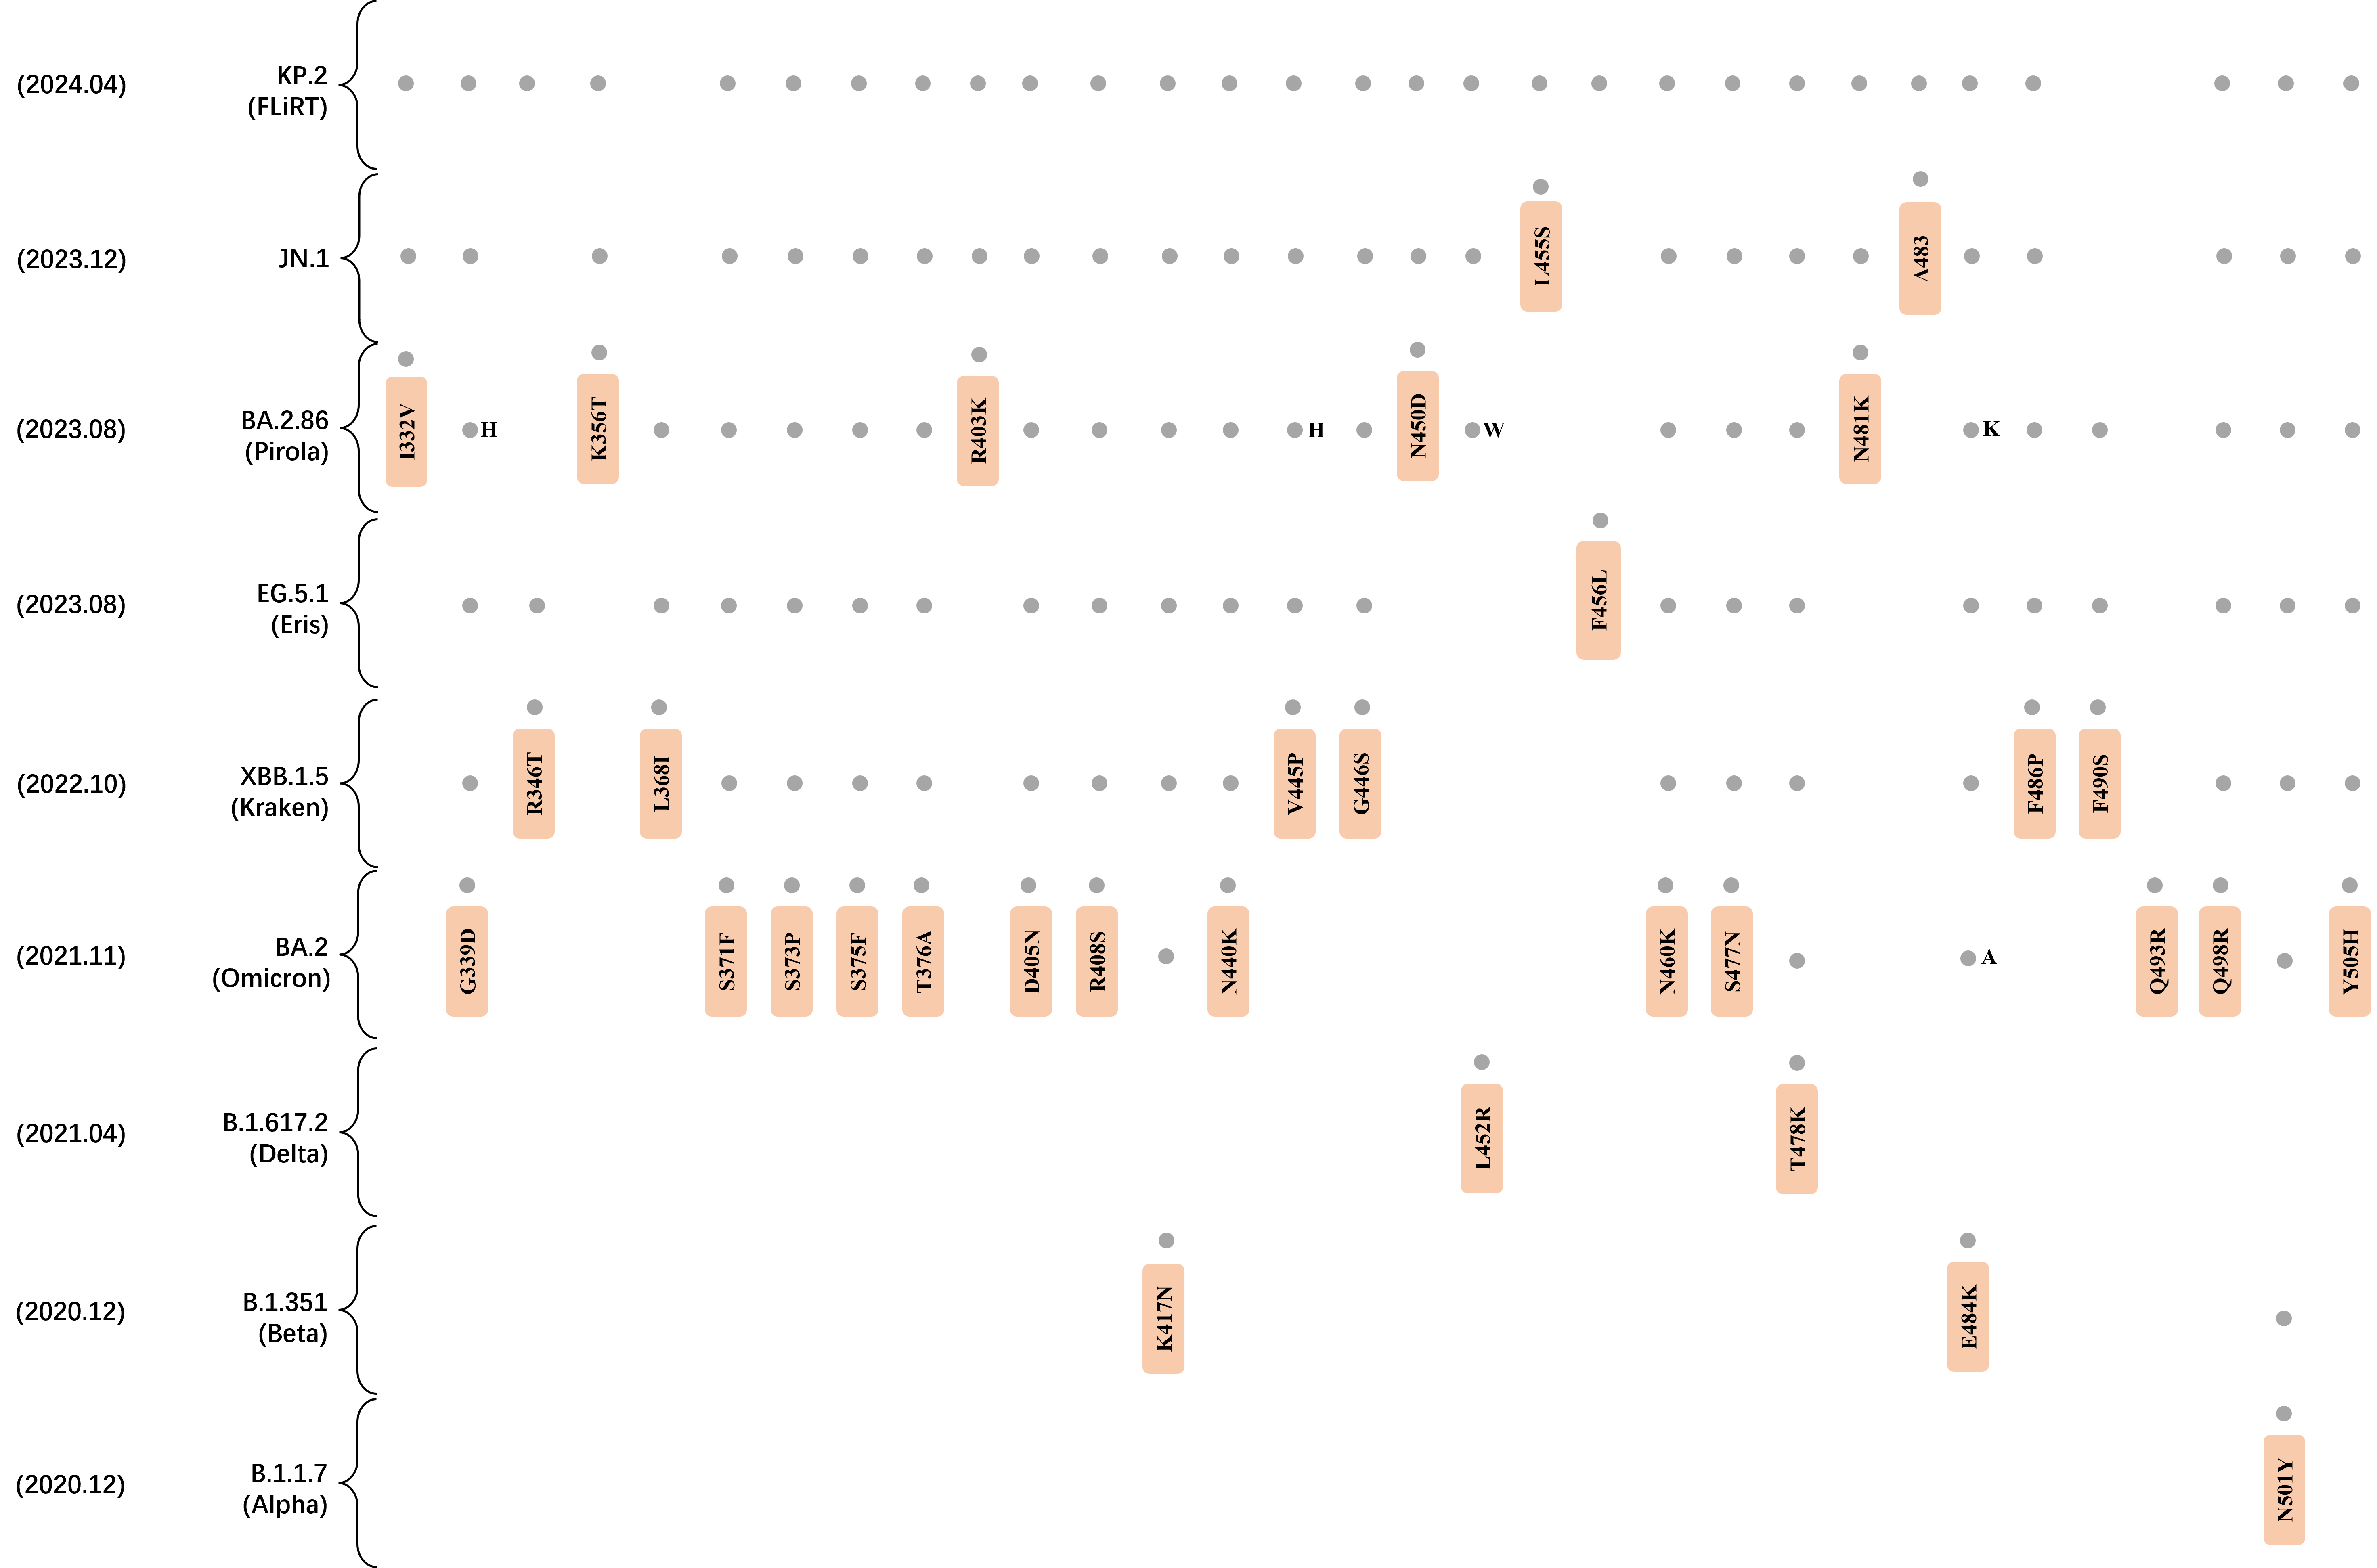 (2024.04)
KP.2
(FLiRT)
(2023.12)
JN.1
L455S
Δ483
(2023.08)
BA.2.86
(Pirola)
I332V
H
K356T
R403K
H
N450D
W
N481K
K
(2023.08)
EG.5.1
(Eris)
F456L
(2022.10)
XBB.1.5
(Kraken)
R346T
L368I
V445P
G446S
F486P
F490S
(2021.11)
BA.2
(Omicron)
G339D
S371F
S373P
S375F
T376A
D405N
R408S
N440K
N460K
S477N
A
Q493R
Q498R
Y505H
(2021.04)
B.1.617.2
(Delta)
L452R
T478K
(2020.12)
B.1.351
(Beta)
K417N
E484K
(2020.12)
B.1.1.7
(Alpha)
N501Y